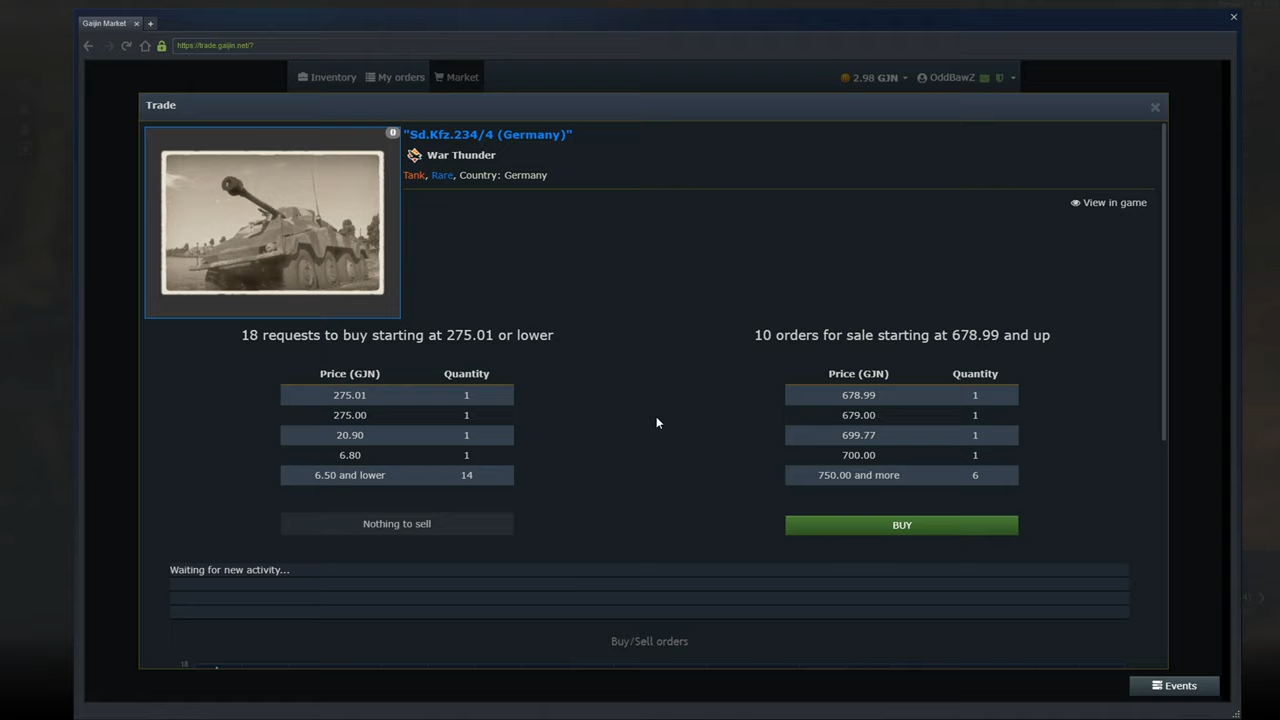 Gaijin Market
https://trade.gaijin.net/?
Inventory My orders Market 2.98 GJN OddBawZ
Trade
0
"Sd.Kfz.234/4 (Germany)"
War Thunder
Tank, Rare, Country: Germany
View in game
18 requests to buy starting at 275.01 or lower
Price (GJN) Quantity
275.01 1
275.00 1
20.90 1
6.80 1
6.50 and lower 14
Nothing to sell
10 orders for sale starting at 678.99 and up
Price (GJN) Quantity
678.99 1
679.00 1
699.77 1
700.00 1
750.00 and more 6
BUY
Waiting for new activity...
Buy/Sell orders
18
Events